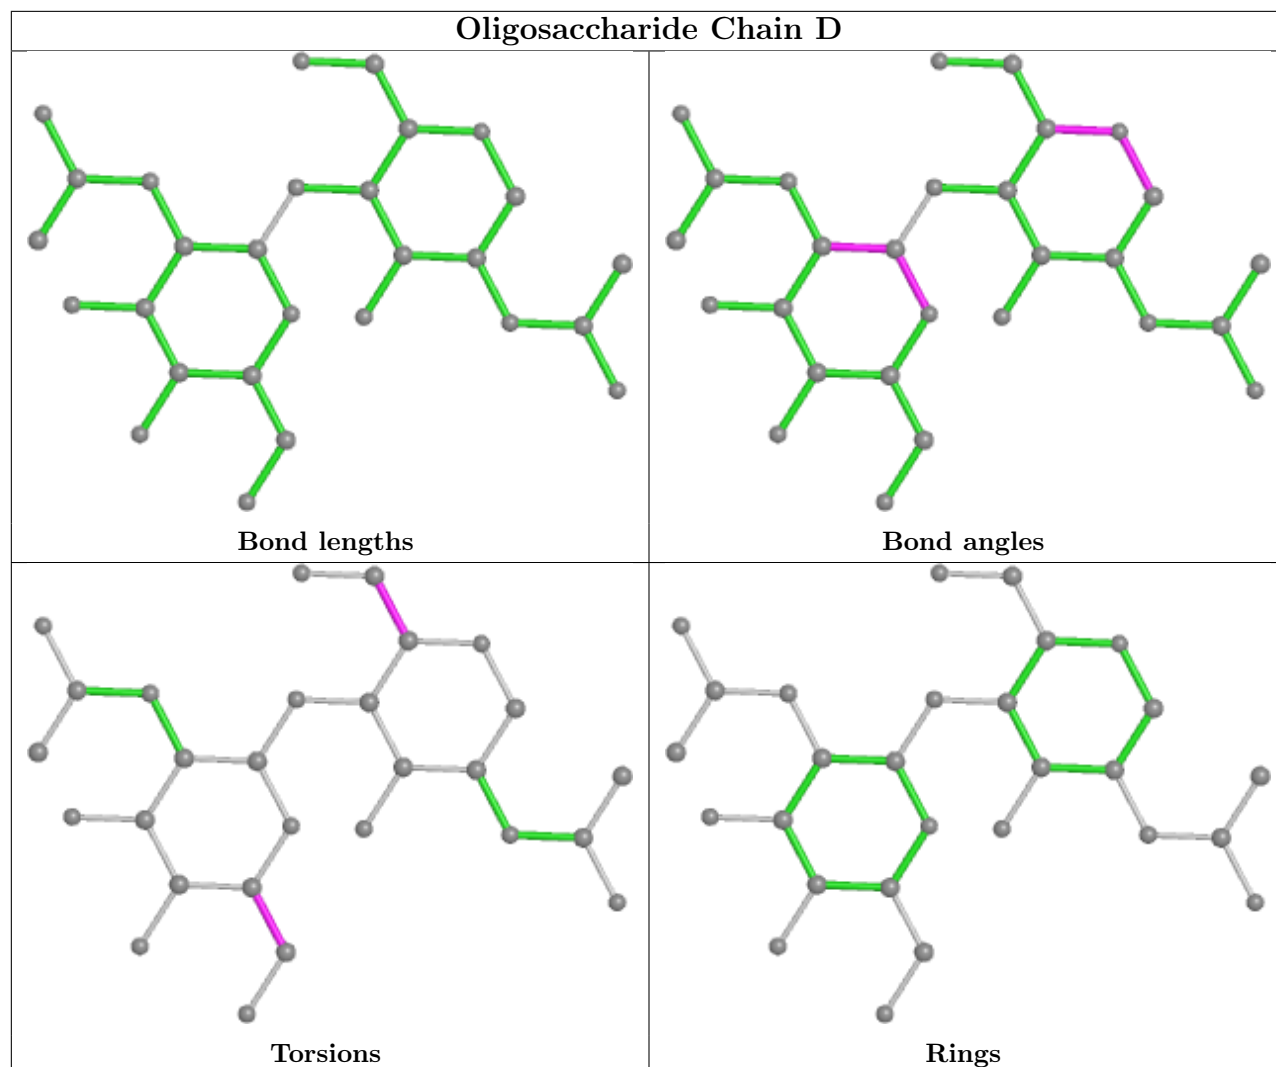 Oligosaccharide Chain D
Bond lengths
Bond angles
Torsions
Rings